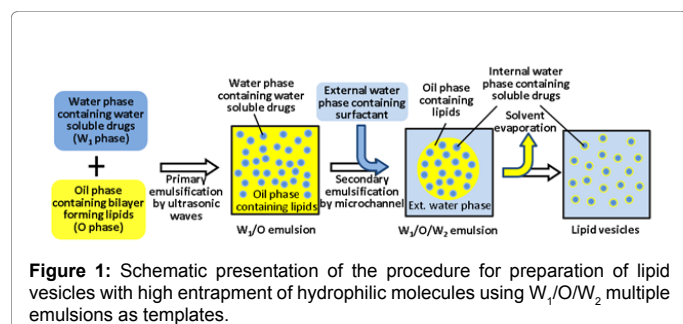 Water phase
containing water
soluble drugs
(W₁ phase)
+
Oil phase
containing bilayer
forming lipids
(O phase)
Primary
emulsification
by ultrasonic
waves
Water phase
containing water
soluble drugs
Oil phase
containing lipids
W₁/O emulsion
External water
phase containing
surfactant
Secondary
emulsification
by microchannel
Oil phase
containing
lipids
Ext. water phase
W₁/O/W₂ emulsion
Internal water
phase containing
soluble drugs
Solvent
evaporation
Lipid vesicles
Figure 1: Schematic presentation of the procedure for preparation of lipid
vesicles with high entrapment of hydrophilic molecules using W₁/O/W₂ multiple
emulsions as templates.